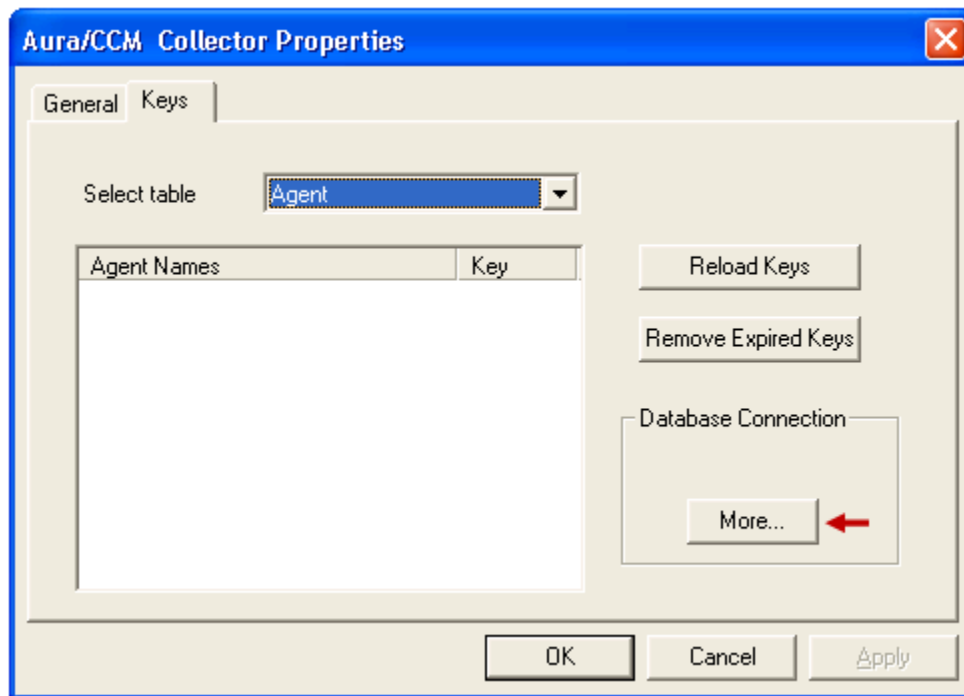 Aura/CCM Collector Properties
General Keys
Select table Agent
Agent Names Key
Reload Keys
Remove Expired Keys
Database Connection
More...
OK Cancel Apply